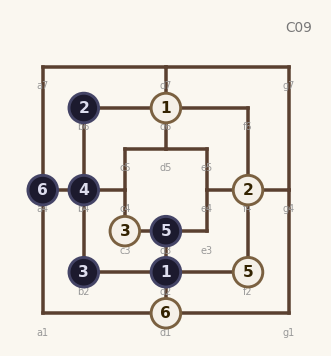 C09
a7 d7 g7
2 1
b6 d6 f6
c5 d5 e5
6 4 2
a4 b4 c4 e4 f4 g4
3 5
c3 d3 e3
3 1 5
b2 d2 f2
6
a1 d1 g1